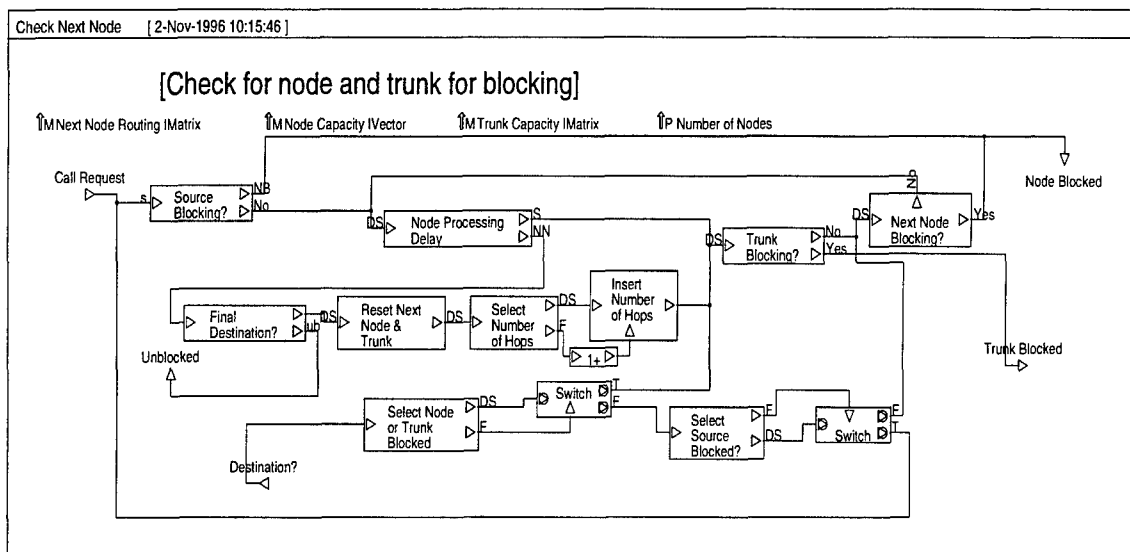 Check Next Node [ 2-Nov-1996 10:15:46 ]
[Check for node and trunk for blocking]
⇑M Next Node Routing IMatrix
⇑M Node Capacity IVector
⇑M Trunk Capacity IMatrix
⇑P Number of Nodes
Call Request
s
Source
Blocking?
NB
No
Node Blocked
DS
Node Processing
Delay
S
NN
DS
Trunk
Blocking?
No
Yes
DS
Next Node
Blocking?
Yes
Final
Destination?
ub
DS
Reset Next
Node &
Trunk
DS
Select
Number
of Hops
DS
F
1+
Insert
Number
of Hops
Unblocked
Trunk Blocked
Select Node
or Trunk
Blocked
DS
F
Switch
T
F
Select
Source
Blocked?
F
DS
Switch
F
T
Destination?